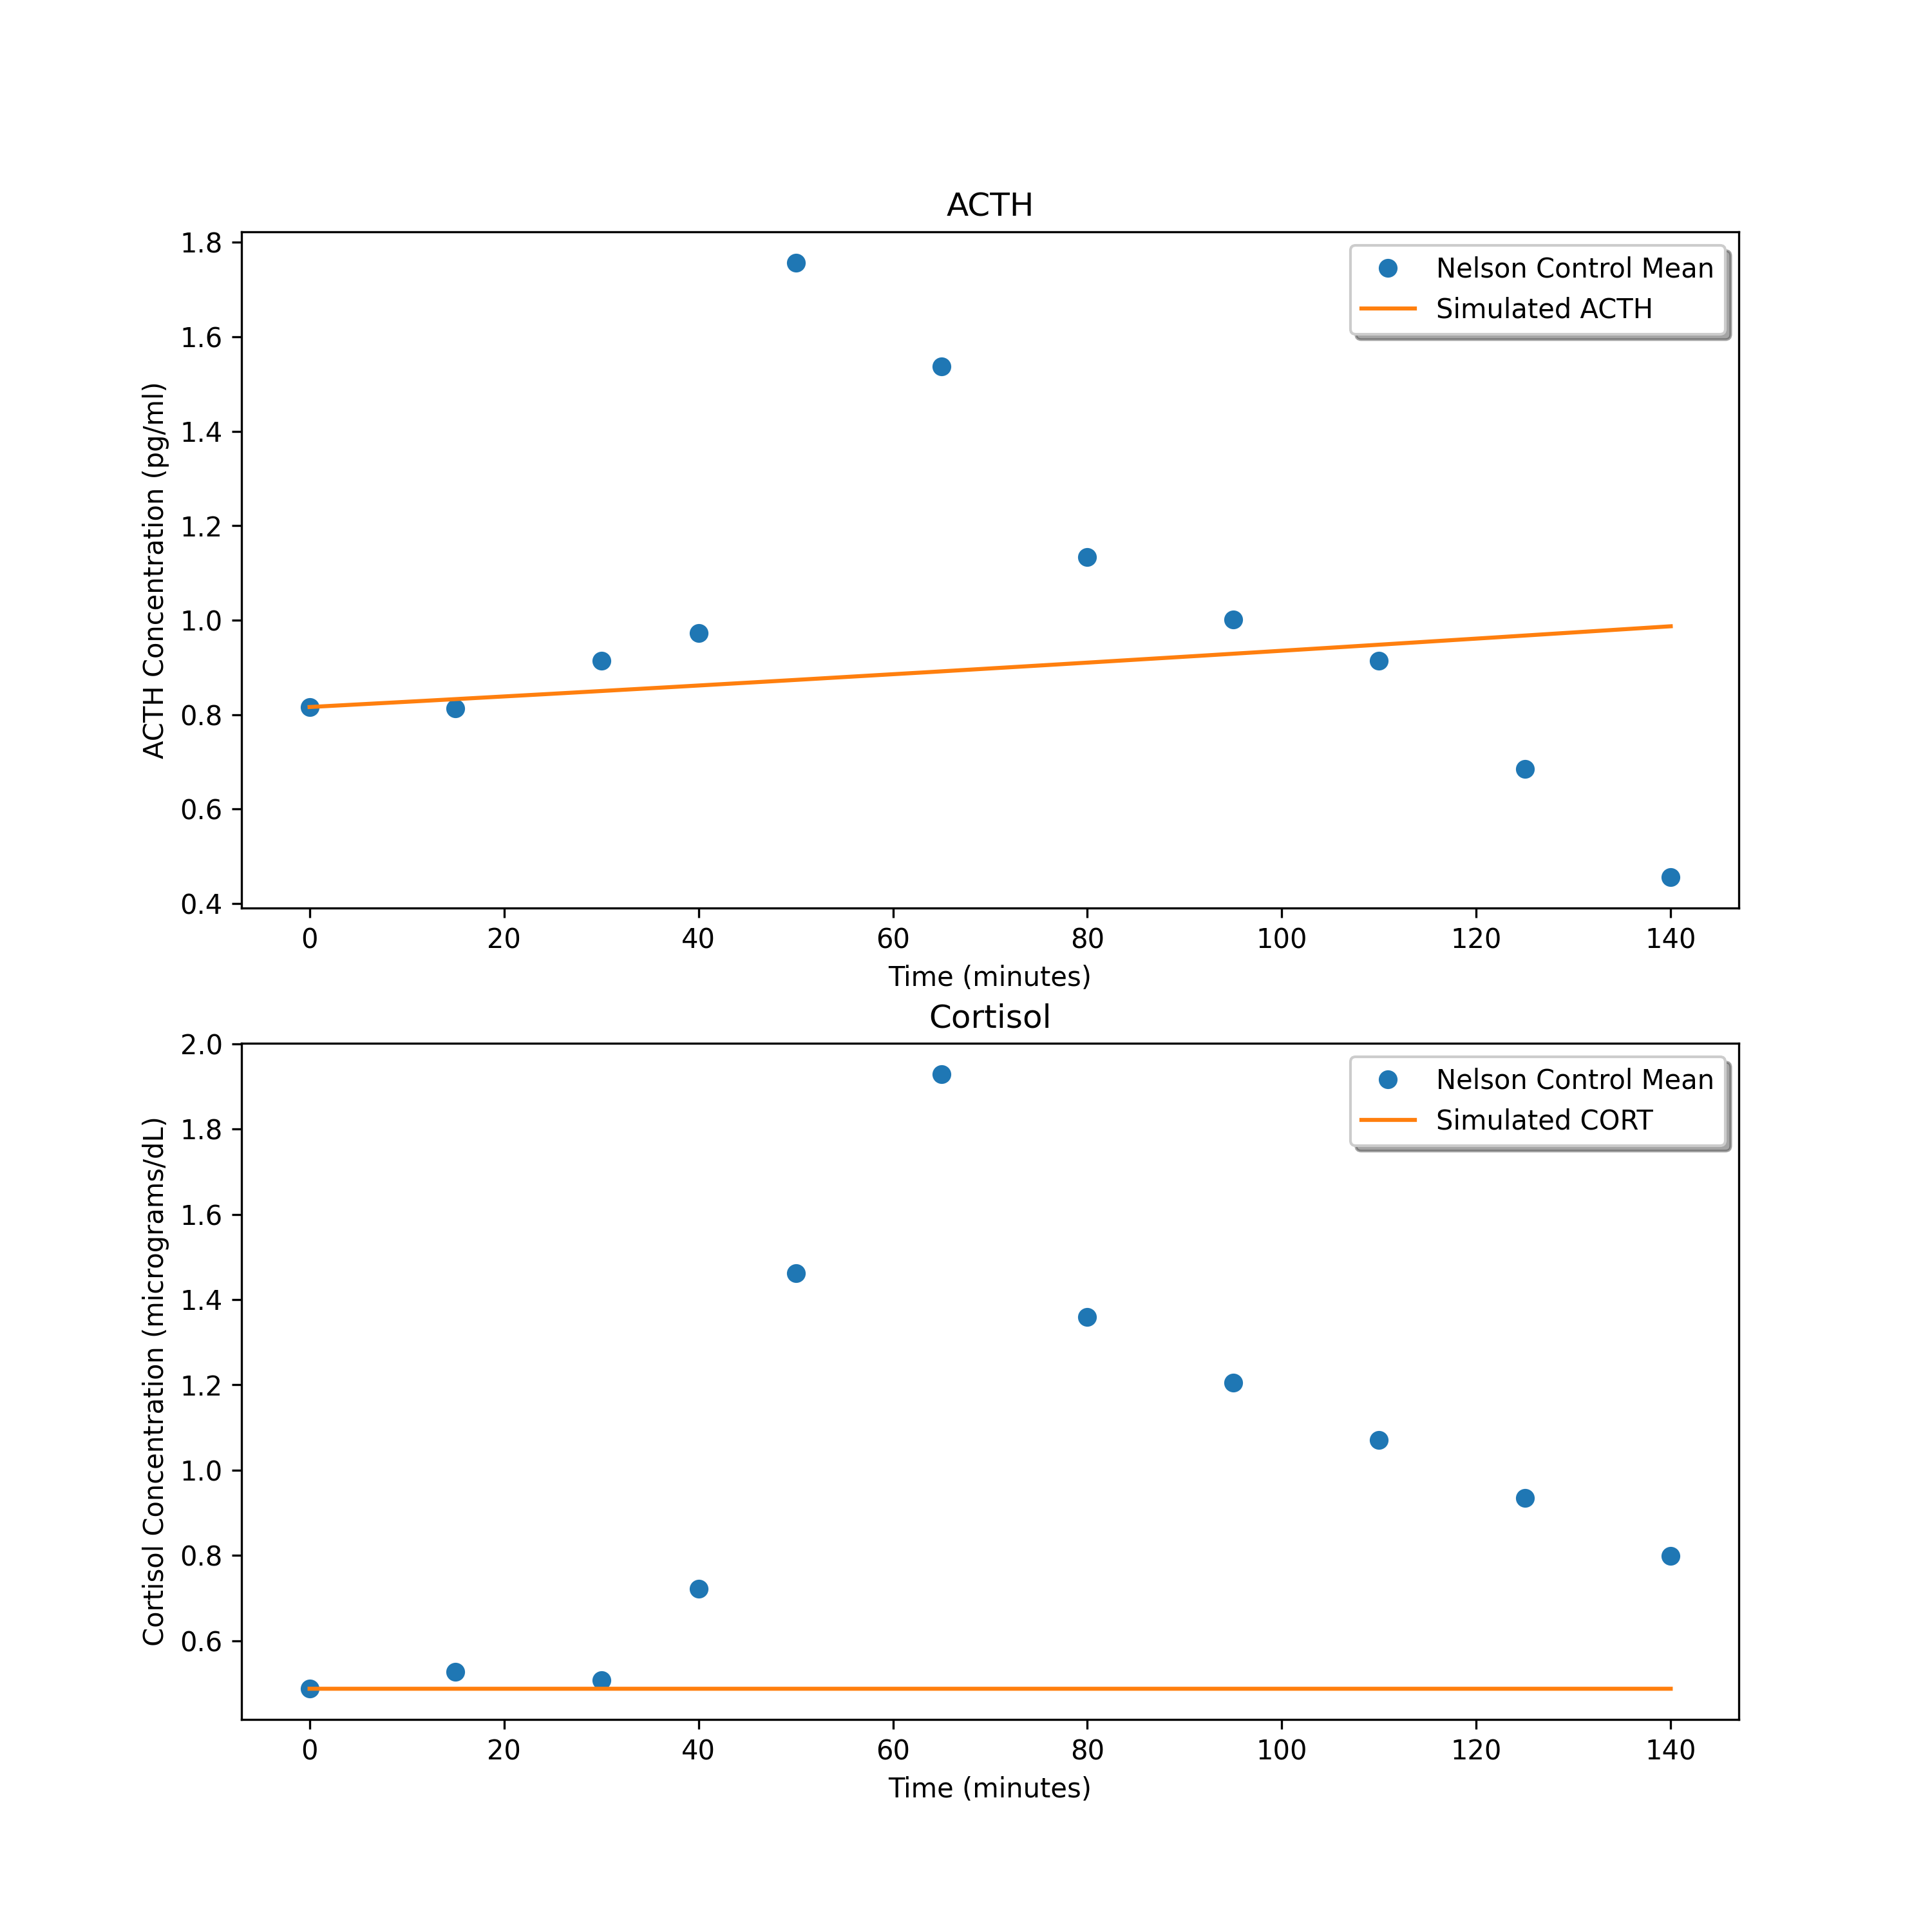 ACTH
1.8
1.6
1.4
1.2
1.0
0.8
0.6
0.4
ACTH Concentration (pg/ml)
Nelson Control Mean
Simulated ACTH
0 20 40 60 80 100 120 140
Time (minutes)
Cortisol
2.0
1.8
1.6
1.4
1.2
1.0
0.8
0.6
Cortisol Concentration (micrograms/dL)
Nelson Control Mean
Simulated CORT
0 20 40 60 80 100 120 140
Time (minutes)